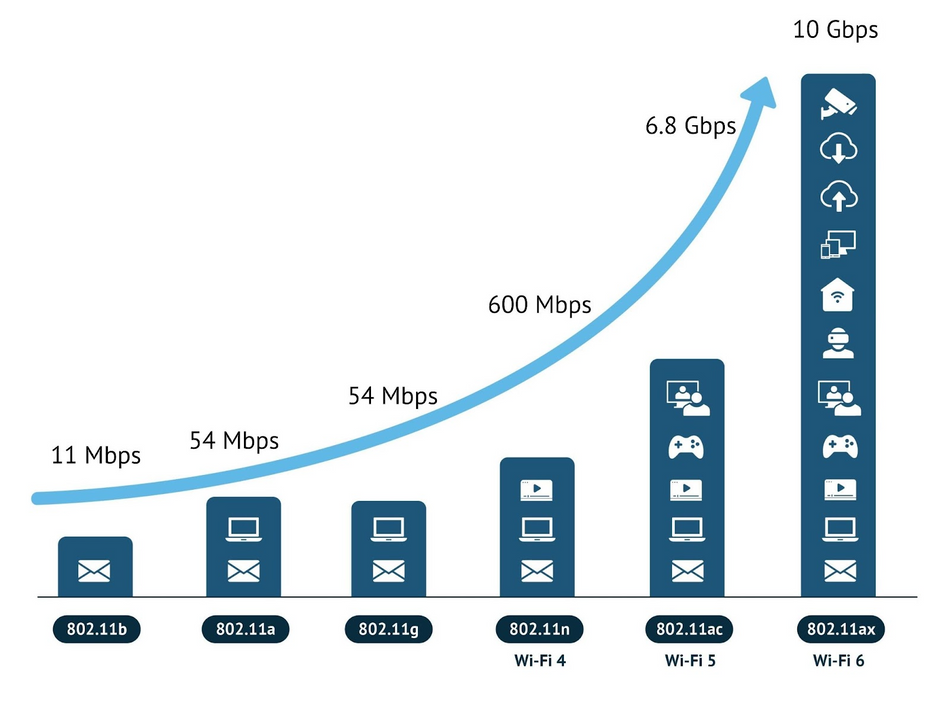 10 Gbps
6.8 Gbps
600 Mbps
54 Mbps
54 Mbps
11 Mbps
802.11b
802.11a
802.11g
802.11n
802.11ac
802.11ax
Wi-Fi 4
Wi-Fi 5
Wi-Fi 6